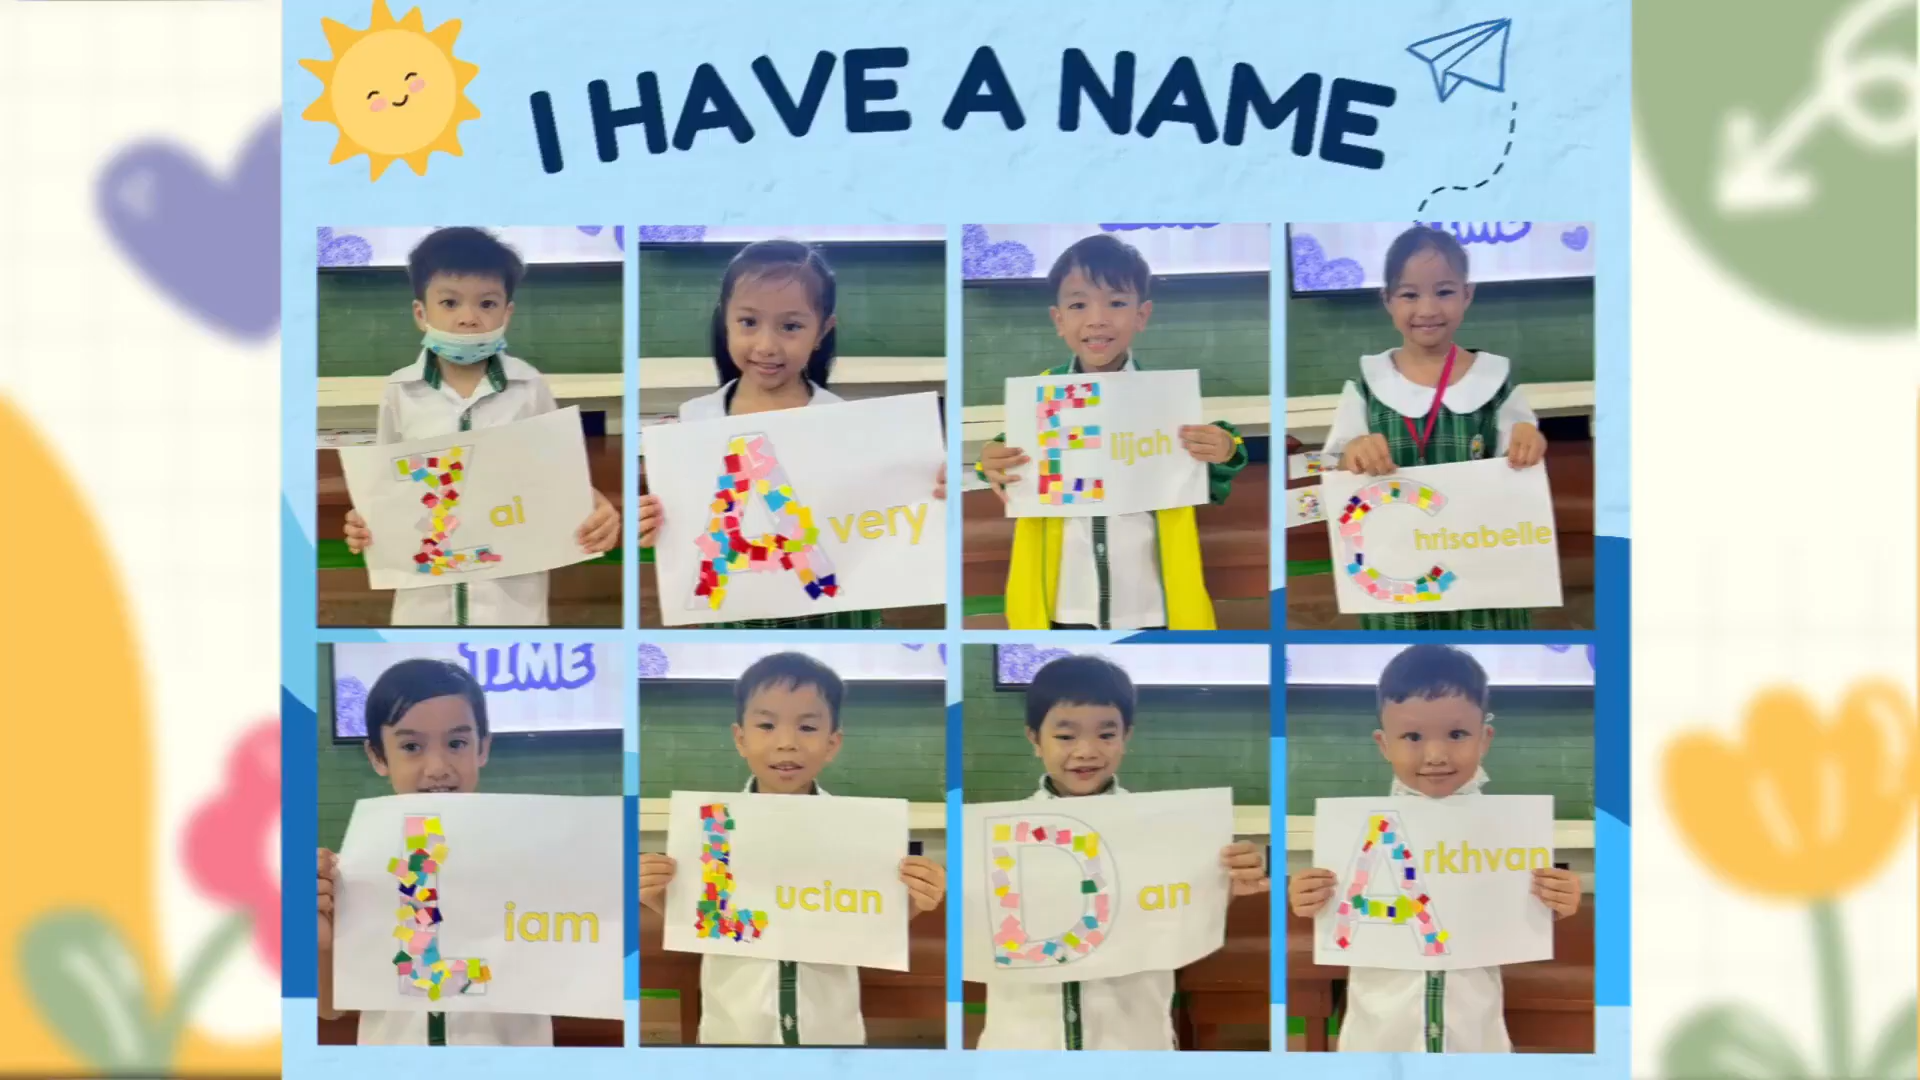 I HAVE A NAME
Zai
Avery
Elijah
Chrisabelle
TIME
Liam
Lucian
Dan
Arkhvan